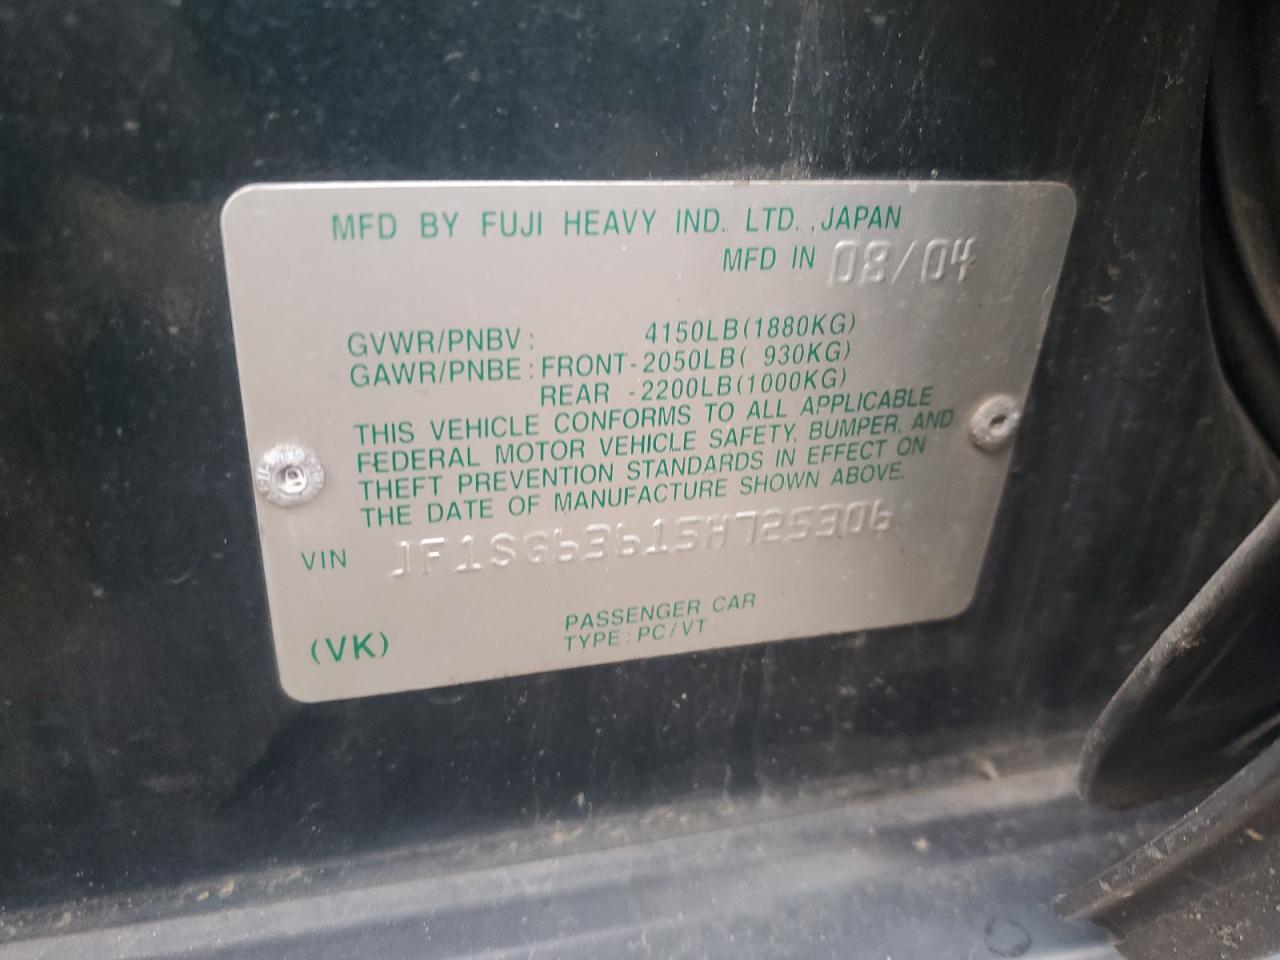 MFD BY FUJI HEAVY IND. LTD. ,JAPAN
MFD IN 08/04
GVWR/PNBV : 4150LB(1880KG)
GAWR/PNBE : FRONT-2050LB( 930KG)
REAR -2200LB(1000KG)
THIS VEHICLE CONFORMS TO ALL APPLICABLE
FEDERAL MOTOR VEHICLE SAFETY, BUMPER, AND
THEFT PREVENTION STANDARDS IN EFFECT ON
THE DATE OF MANUFACTURE SHOWN ABOVE.
VIN JF1SG63615H725306
PASSENGER CAR
(VK) TYPE : PC/VT